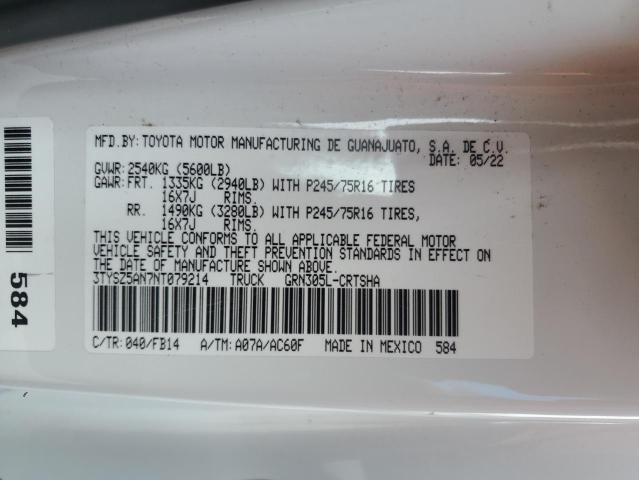 MFD.BY:TOYOTA MOTOR MANUFACTURING DE GUANAJUATO, S.A. DE C.V.
DATE: 05/22
GVWR:2540KG (5600LB)
GAWR:FRT. 1335KG (2940LB) WITH P245/75R16 TIRES
16X7J RIMS.
RR. 1490KG (3280LB) WITH P245/75R16 TIRES,
16X7J RIMS.
THIS VEHICLE CONFORMS TO ALL APPLICABLE FEDERAL MOTOR
VEHICLE SAFETY AND THEFT PREVENTION STANDARDS IN EFFECT ON
THE DATE OF MANUFACTURE SHOWN ABOVE.
3TYSZ5AN7NT079214 TRUCK GRN305L-CRTSHA
C/TR:040/FB14 A/TM:A07A/AC60F MADE IN MEXICO 584
584